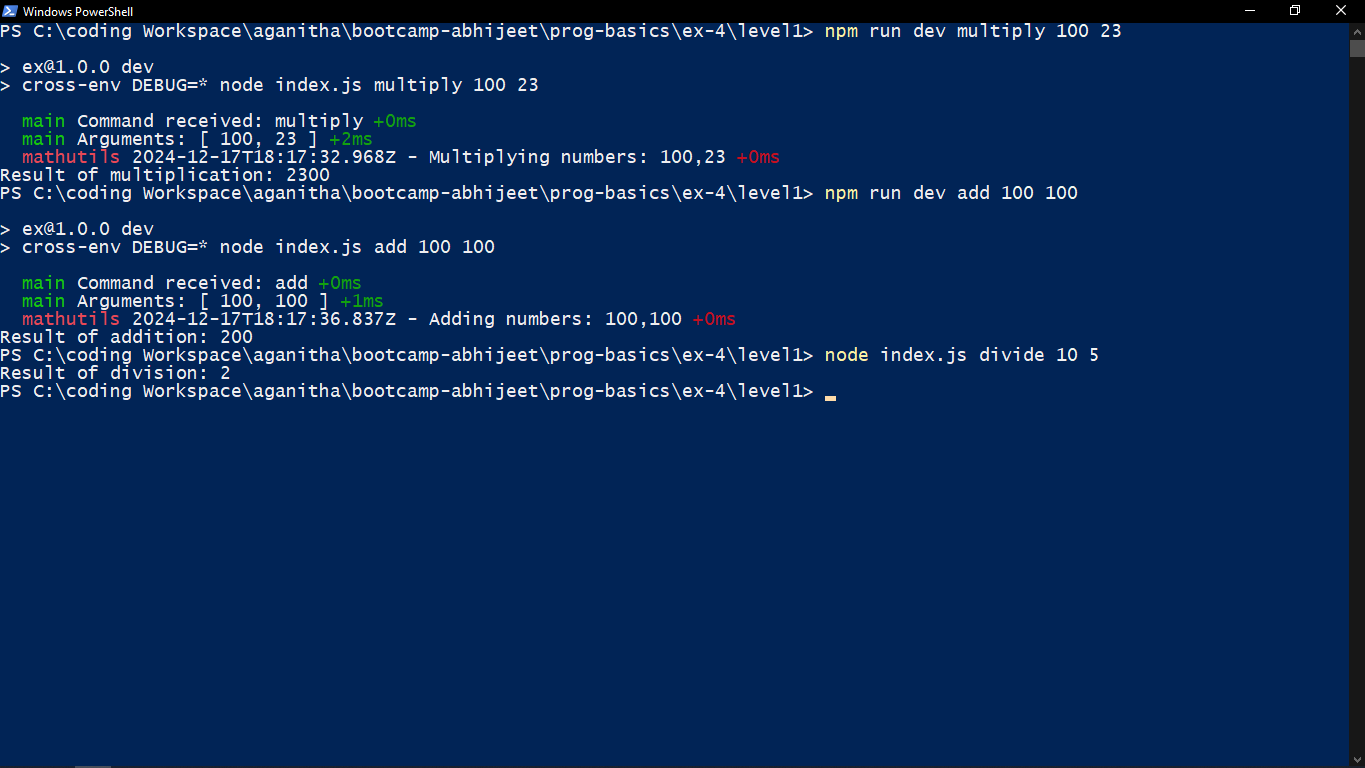 Windows PowerShell
PS C:\coding Workspace\aganitha\bootcamp-abhijeet\prog-basics\ex-4\level1> npm run dev multiply 100 23
> ex@1.0.0 dev
> cross-env DEBUG=* node index.js multiply 100 23
main Command received: multiply +0ms
main Arguments: [ 100, 23 ] +2ms
mathutils 2024-12-17T18:17:32.968Z - Multiplying numbers: 100,23 +0ms
Result of multiplication: 2300
PS C:\coding Workspace\aganitha\bootcamp-abhijeet\prog-basics\ex-4\level1> npm run dev add 100 100
> ex@1.0.0 dev
> cross-env DEBUG=* node index.js add 100 100
main Command received: add +0ms
main Arguments: [ 100, 100 ] +1ms
mathutils 2024-12-17T18:17:36.837Z - Adding numbers: 100,100 +0ms
Result of addition: 200
PS C:\coding Workspace\aganitha\bootcamp-abhijeet\prog-basics\ex-4\level1> node index.js divide 10 5
Result of division: 2
PS C:\coding Workspace\aganitha\bootcamp-abhijeet\prog-basics\ex-4\level1>